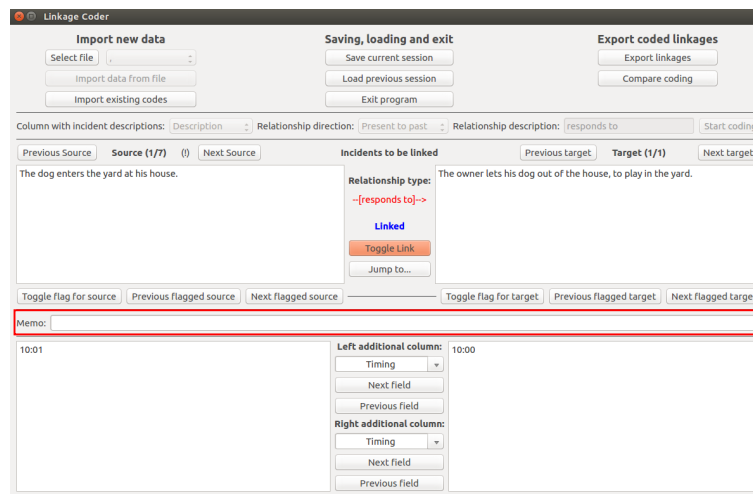 Linkage Coder
Import new data Saving, loading and exit Export coded linkages
Select file . Save current session Export linkages
Import data from file Load previous session Compare coding
Import existing codes Exit program
Column with incident descriptions: Description Relationship direction: Present to past Relationship description: responds to Start coding
Previous Source Source (1/7) (!) Next Source Incidents to be linked Previous target Target (1/1) Next target
The dog enters the yard at his house. Relationship type: The owner lets his dog out of the house, to play in the yard.
--[responds to]-->
Linked
Toggle Link
Jump to...
Toggle flag for source Previous flagged source Next flagged source Toggle flag for target Previous flagged target Next flagged targe
Memo:
10:01 Left additional column: 10:00
Timing
Next field
Previous field
Right additional column:
Timing
Next field
Previous field